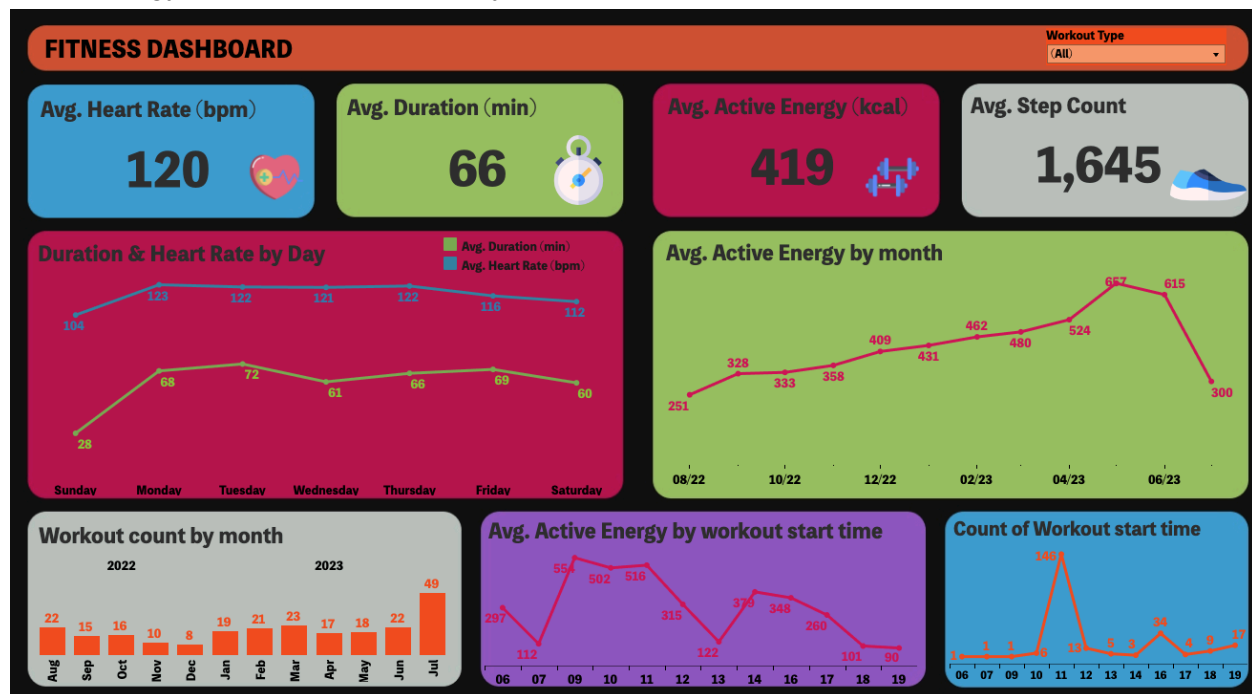 FITNESS DASHBOARD
Workout Type
(All)
Avg. Heart Rate (bpm)
120
Avg. Duration (min)
66
Avg. Active Energy (kcal)
419
Avg. Step Count
1,645
Duration & Heart Rate by Day
Avg. Duration (min)
Avg. Heart Rate (bpm)
104 123 122 121 122 116 112
28 68 72 61 66 69 60
Sunday Monday Tuesday Wednesday Thursday Friday Saturday
Avg. Active Energy by month
251 328 333 358 409 431 462 480 524 657 615 300
08/22 10/22 12/22 02/23 04/23 06/23
Workout count by month
2022 2023
22 15 16 10 8 19 21 23 17 18 22 49
Aug Sep Oct Nov Dec Jan Feb Mar Apr May Jun Jul
Avg. Active Energy by workout start time
297 112 554 502 516 315 122 379 348 260 101 90
06 07 09 10 11 12 13 14 16 17 18 19
Count of Workout start time
1 1 1 6 146 13 5 3 34 4 9 17
06 07 09 10 11 12 13 14 16 17 18 19